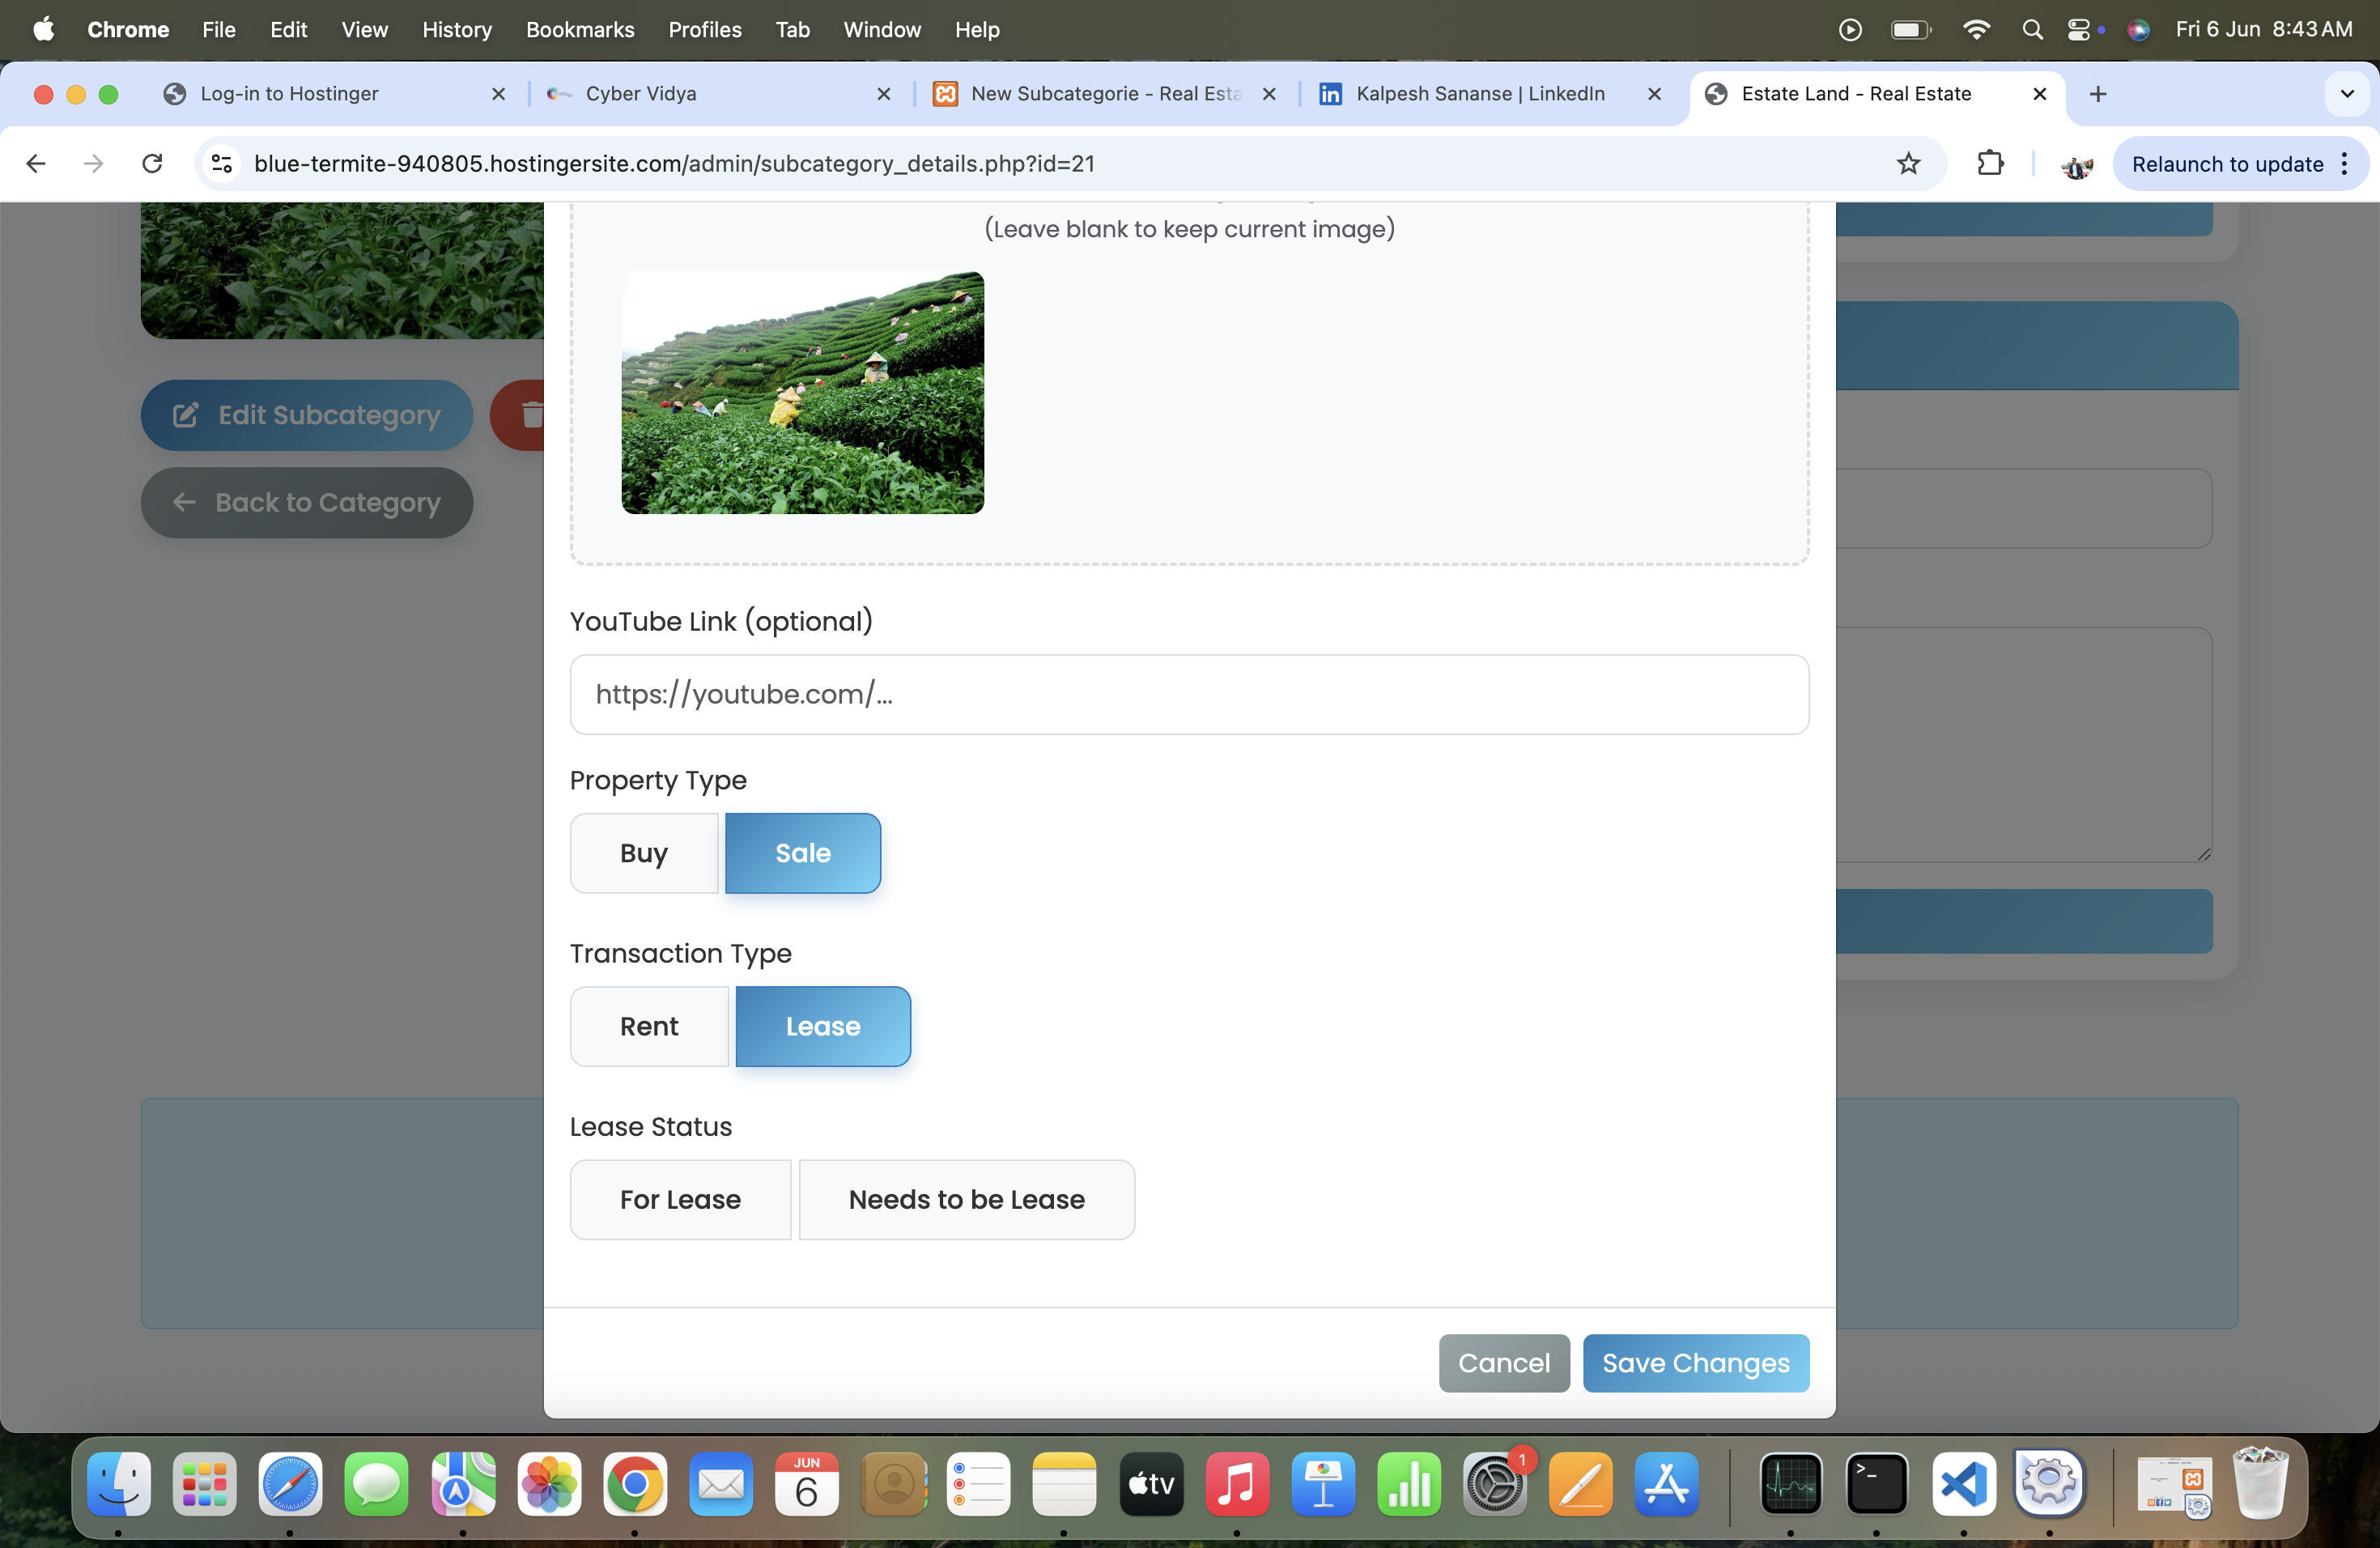 Chrome File Edit View History Bookmarks Profiles Tab Window Help Fri 6 Jun 8:43 AM
Log-in to Hostinger Cyber Vidya New Subcategorie - Real Esta Kalpesh Sananse | LinkedIn Estate Land - Real Estate
blue-termite-940805.hostingersite.com/admin/subcategory_details.php?id=21 Relaunch to update
(Leave blank to keep current image)
Edit Subcategory
Back to Category
YouTube Link (optional)
https://youtube.com/...
Property Type
Buy Sale
Transaction Type
Rent Lease
Lease Status
For Lease Needs to be Lease
Cancel Save Changes
JUN
6
tv
1
>_